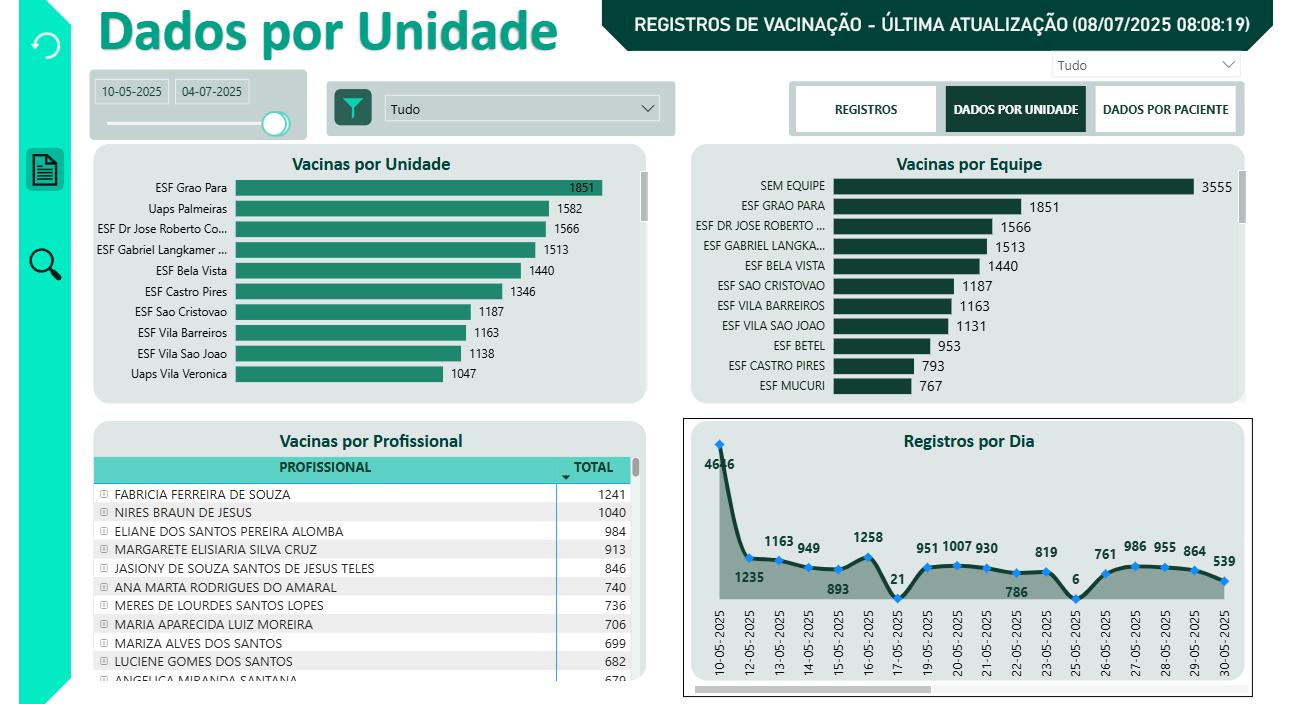 Dados por Unidade
REGISTROS DE VACINAÇÃO - ÚLTIMA ATUALIZAÇÃO (08/07/2025 08:08:19)
Tudo
10-05-2025
04-07-2025
Tudo
REGISTROS
DADOS POR UNIDADE
DADOS POR PACIENTE
Vacinas por Unidade
ESF Grao Para 1851
Uaps Palmeiras 1582
ESF Dr Jose Roberto Co... 1566
ESF Gabriel Langkamer ... 1513
ESF Bela Vista 1440
ESF Castro Pires 1346
ESF Sao Cristovao 1187
ESF Vila Barreiros 1163
ESF Vila Sao Joao 1138
Uaps Vila Veronica 1047
Vacinas por Equipe
SEM EQUIPE 3555
ESF GRAO PARA 1851
ESF DR JOSE ROBERTO ... 1566
ESF GABRIEL LANGKA... 1513
ESF BELA VISTA 1440
ESF SAO CRISTOVAO 1187
ESF VILA BARREIROS 1163
ESF VILA SAO JOAO 1131
ESF BETEL 953
ESF CASTRO PIRES 793
ESF MUCURI 767
Vacinas por Profissional
PROFISSIONAL TOTAL
FABRICIA FERREIRA DE SOUZA 1241
NIRES BRAUN DE JESUS 1040
ELIANE DOS SANTOS PEREIRA ALOMBA 984
MARGARETE ELISIARIA SILVA CRUZ 913
JASIONY DE SOUZA SANTOS DE JESUS TELES 846
ANA MARTA RODRIGUES DO AMARAL 740
MERES DE LOURDES SANTOS LOPES 736
MARIA APARECIDA LUIZ MOREIRA 706
MARIZA ALVES DOS SANTOS 699
LUCIENE GOMES DOS SANTOS 682
ANGELICA MIRANDA SANTANA 679
Registros por Dia
4646
1235
1163
949
893
1258
21
951
1007
930
786
819
6
761
986
955
864
539
10-05-2025
12-05-2025
13-05-2025
14-05-2025
15-05-2025
16-05-2025
17-05-2025
19-05-2025
20-05-2025
21-05-2025
22-05-2025
23-05-2025
25-05-2025
26-05-2025
27-05-2025
28-05-2025
29-05-2025
30-05-2025